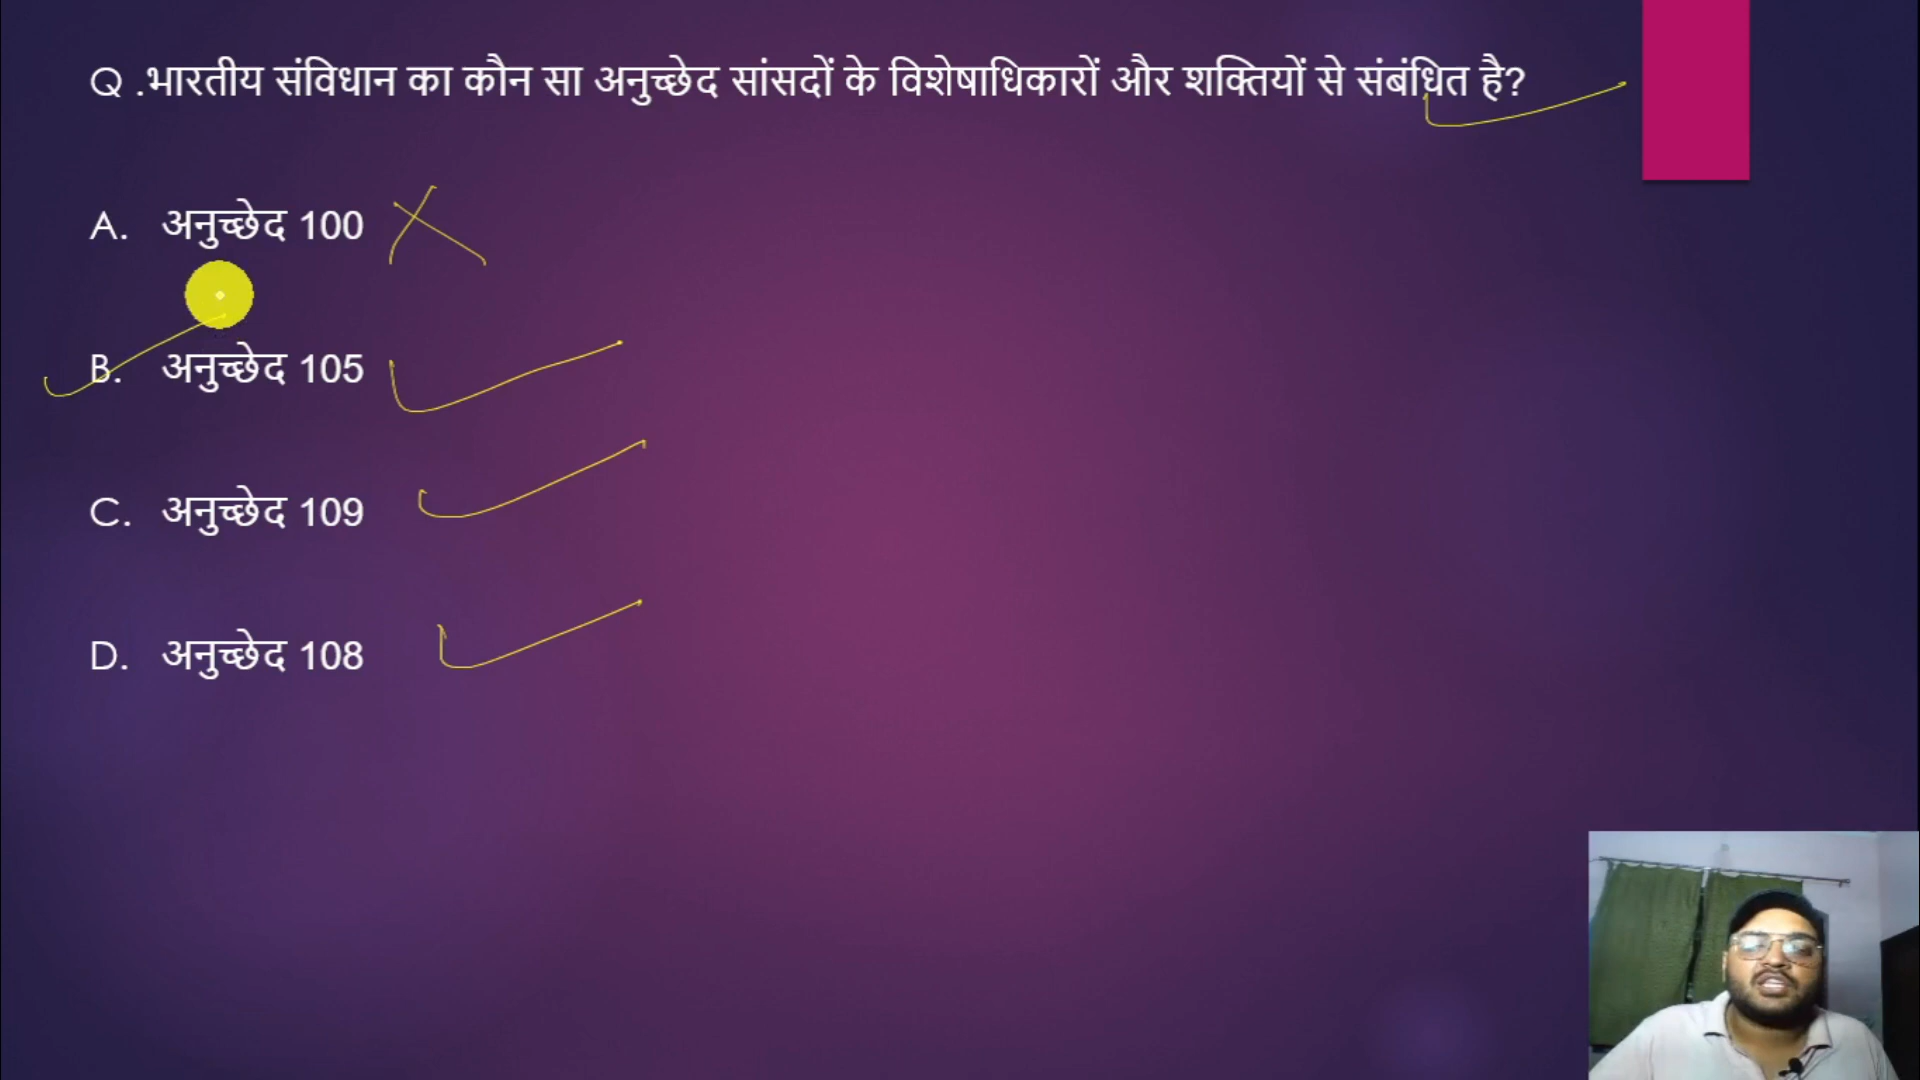 Q .भारतीय संविधान का कौन सा अनुच्छेद सांसदों के विशेषाधिकारों और शक्तियों से संबंधित है?
A. अनुच्छेद 100
B. अनुच्छेद 105
C. अनुच्छेद 109
D. अनुच्छेद 108